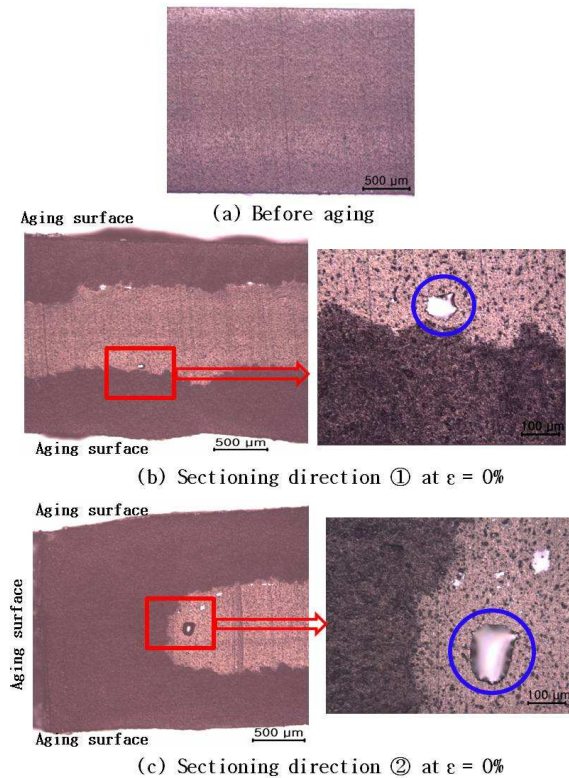 500 μm
(a) Before aging
Aging surface
500 μm
100 μm
Aging surface
(b) Sectioning direction ① at ε = 0%
Aging surface
Aging surface
500 μm
100 μm
Aging surface
(c) Sectioning direction ② at ε = 0%